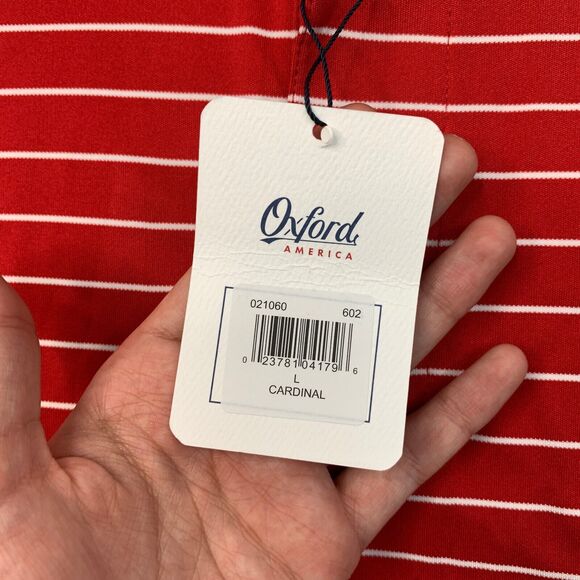 Oxford
AMERICA
021060 602
0 23781 04179 6
L
CARDINAL